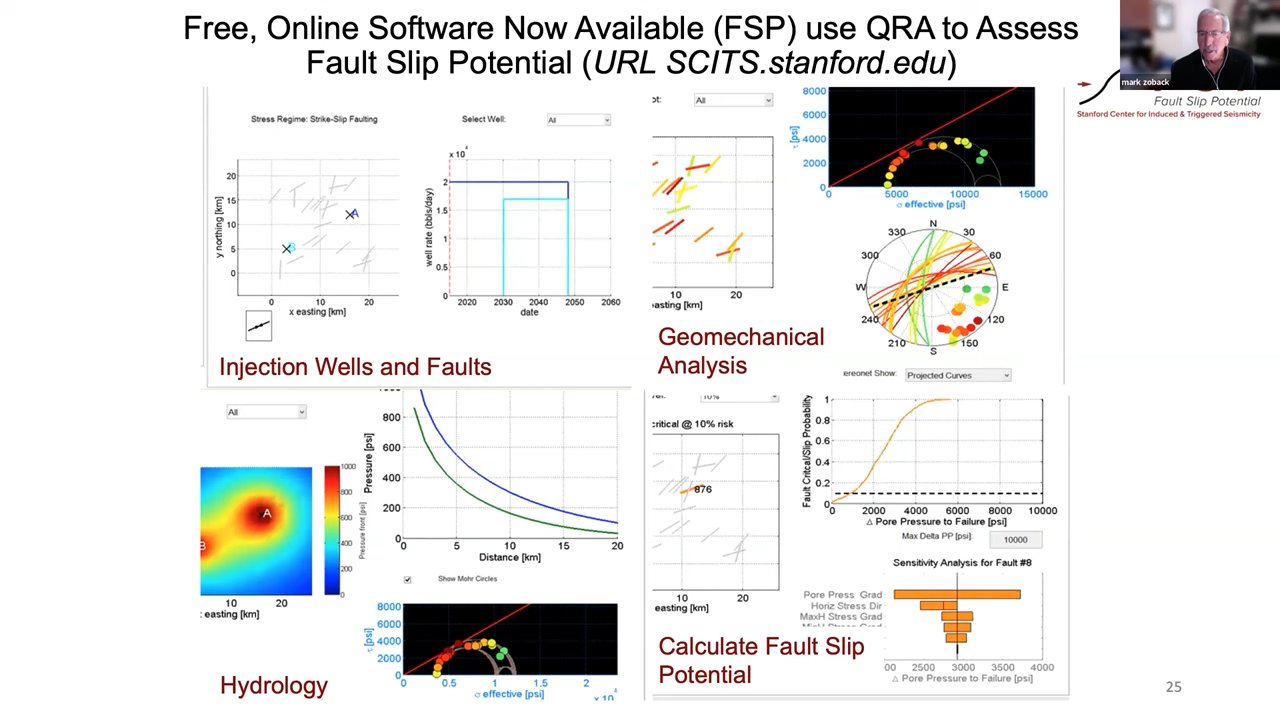 Free, Online Software Now Available (FSP) use QRA to Assess
Fault Slip Potential (URL SCITS.stanford.edu)
mark zoback
Fault Slip Potential
Stanford Center for Induced & Triggered Seismicity
Stress Regime: Strike-Slip Faulting
Select Well:
All
20
15
10
5
0
y northing [km]
A
B
0
10
20
x easting [km]
x 10⁴
2
1.5
1
0.5
0
well rate (bbls/day)
2020
2030
2040
2050
2060
date
Injection Wells and Faults
ot:
All
10
20
easting [km]
8000
6000
4000
2000
0
τ [psi]
0
5000
10000
15000
σ effective [psi]
N
30
60
E
120
150
S
210
240
W
300
330
ereonet Show:
Projected Curves
Geomechanical
Analysis
All
A
B
10
20
easting [km]
1000
800
600
400
200
0
Pressure front [psi]
800
600
400
200
0
Pressure [psi]
0
5
10
15
20
Distance [km]
Show Mohr Circles
8000
6000
4000
2000
0
τ [psi]
0
0.5
1
2
σ effective [psi]
x 10⁴
Hydrology
10%
critical @ 10% risk
876
10
20
easting [km]
1
0.8
0.6
0.4
0.2
0
Fault Critcal/Slip Probability
0
2000
4000
6000
8000
10000
Δ Pore Pressure to Failure [psi]
Max Delta PP [psi]:
10000
Sensitivity Analysis for Fault #8
Pore Press Grad
Horiz Stress Dir
MaxH Stress Grad
MinH Stress Grad
00
2500
3000
3500
4000
Δ Pore Pressure to Failure [psi]
Calculate Fault Slip
Potential
25